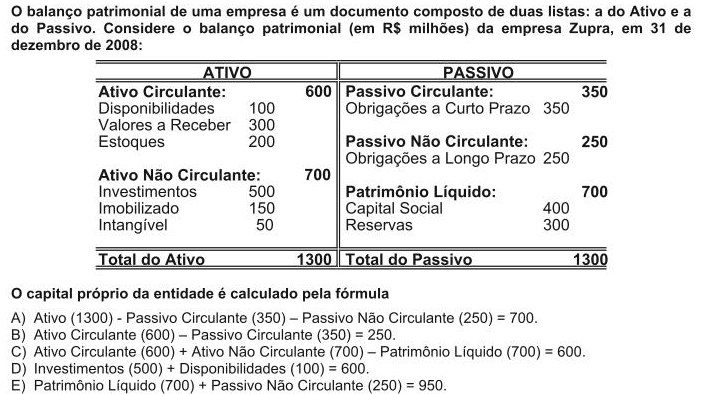 O balanço patrimonial de uma empresa é um documento composto de duas listas: a do Ativo e a
do Passivo. Considere o balanço patrimonial (em R$ milhões) da empresa Zupra, em 31 de
dezembro de 2008:
ATIVO PASSIVO
Ativo Circulante: 600 Passivo Circulante: 350
Disponibilidades 100 Obrigações a Curto Prazo 350
Valores a Receber 300
Estoques 200 Passivo Não Circulante: 250
Obrigações a Longo Prazo 250
Ativo Não Circulante: 700
Investimentos 500 Patrimônio Líquido: 700
Imobilizado 150 Capital Social 400
Intangível 50 Reservas 300
Total do Ativo 1300 Total do Passivo 1300
O capital próprio da entidade é calculado pela fórmula
A) Ativo (1300) - Passivo Circulante (350) – Passivo Não Circulante (250) = 700.
B) Ativo Circulante (600) – Passivo Circulante (350) = 250.
C) Ativo Circulante (600) + Ativo Não Circulante (700) – Patrimônio Líquido (700) = 600.
D) Investimentos (500) + Disponibilidades (100) = 600.
E) Patrimônio Líquido (700) + Passivo Não Circulante (250) = 950.